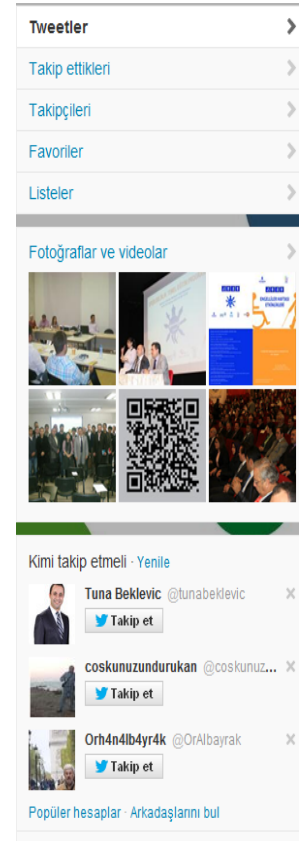 Tweetler
Takip ettikleri
Takipçileri
Favoriler
Listeler
Fotoğraflar ve videolar
Kimi takip etmeli · Yenile
Tuna Beklevic @tunabeklevic
Takip et
coskunuzundurukan @coskunuz...
Takip et
Orh4n4lb4yr4k @OrAlbayrak
Takip et
Popüler hesaplar · Arkadaşlarını bul